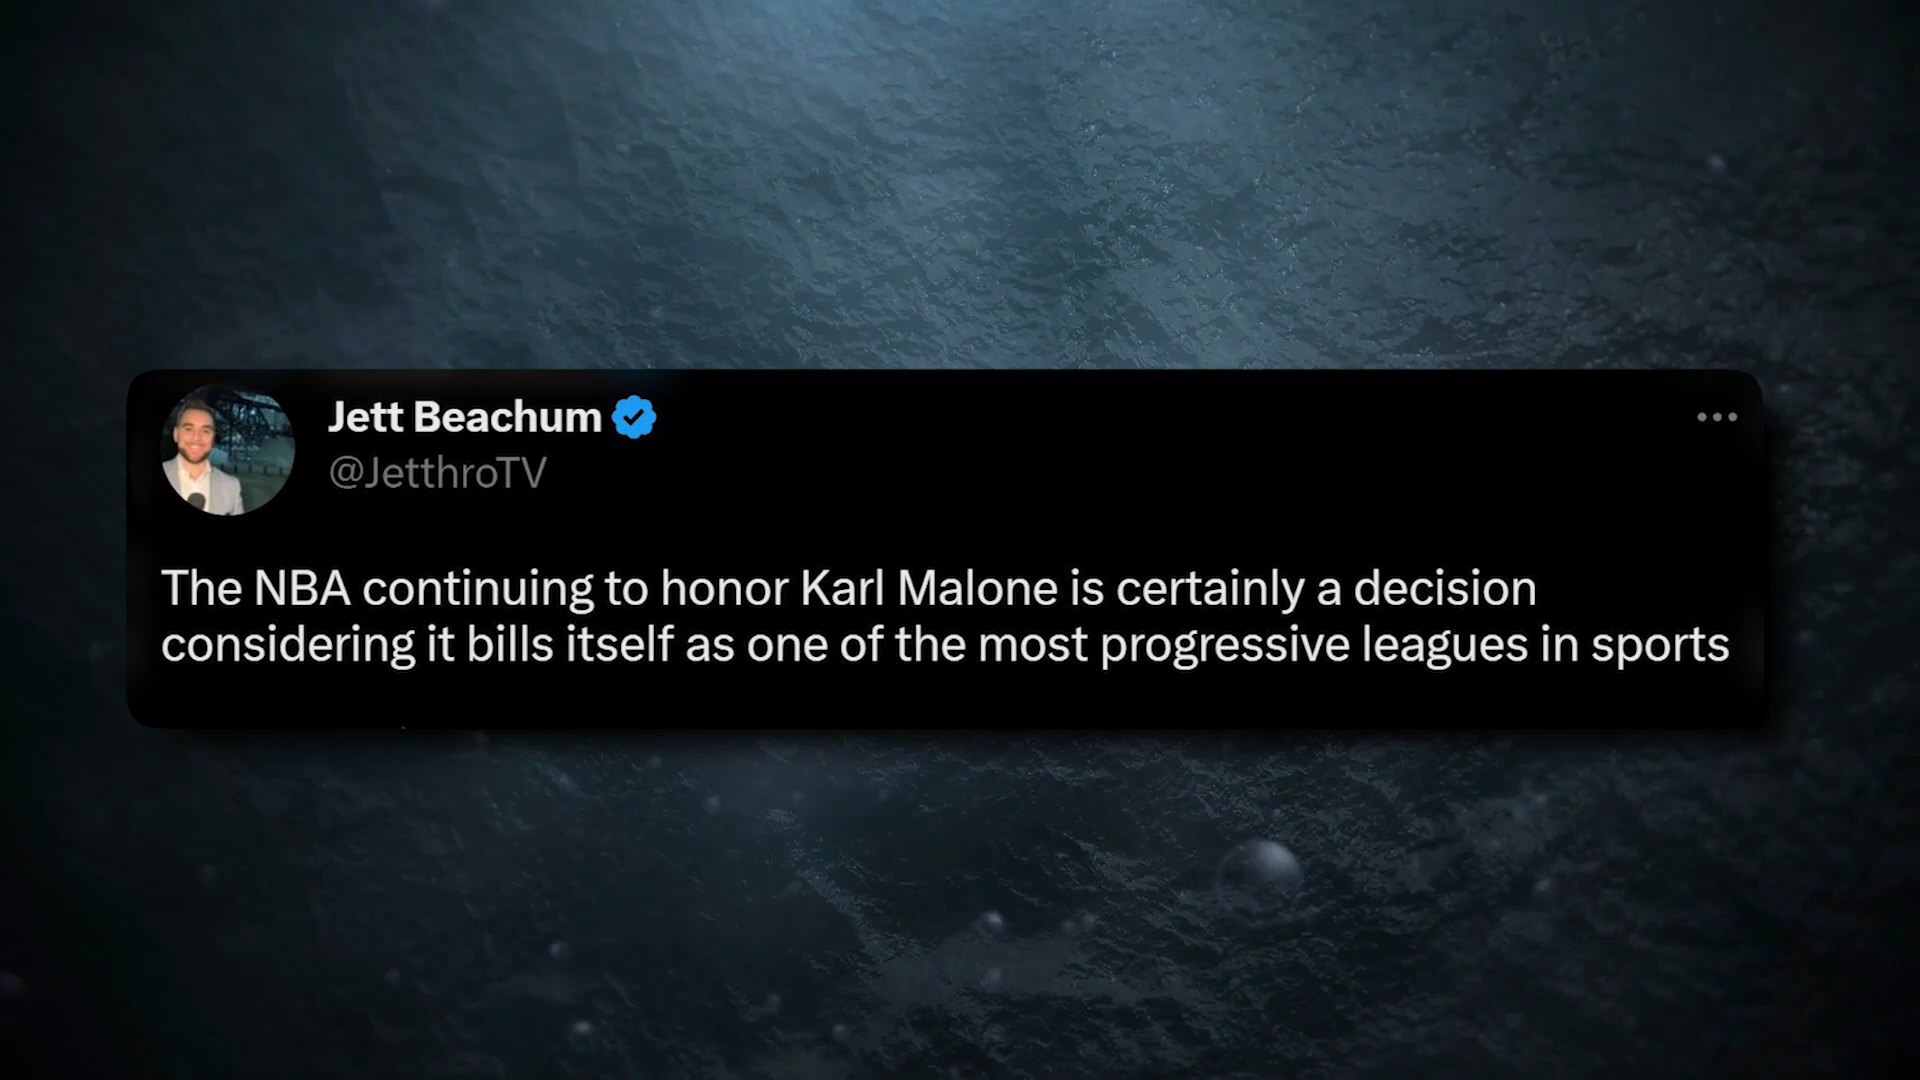 Jett Beachum
@JetthroTV
The NBA continuing to honor Karl Malone is certainly a decision
considering it bills itself as one of the most progressive leagues in sports